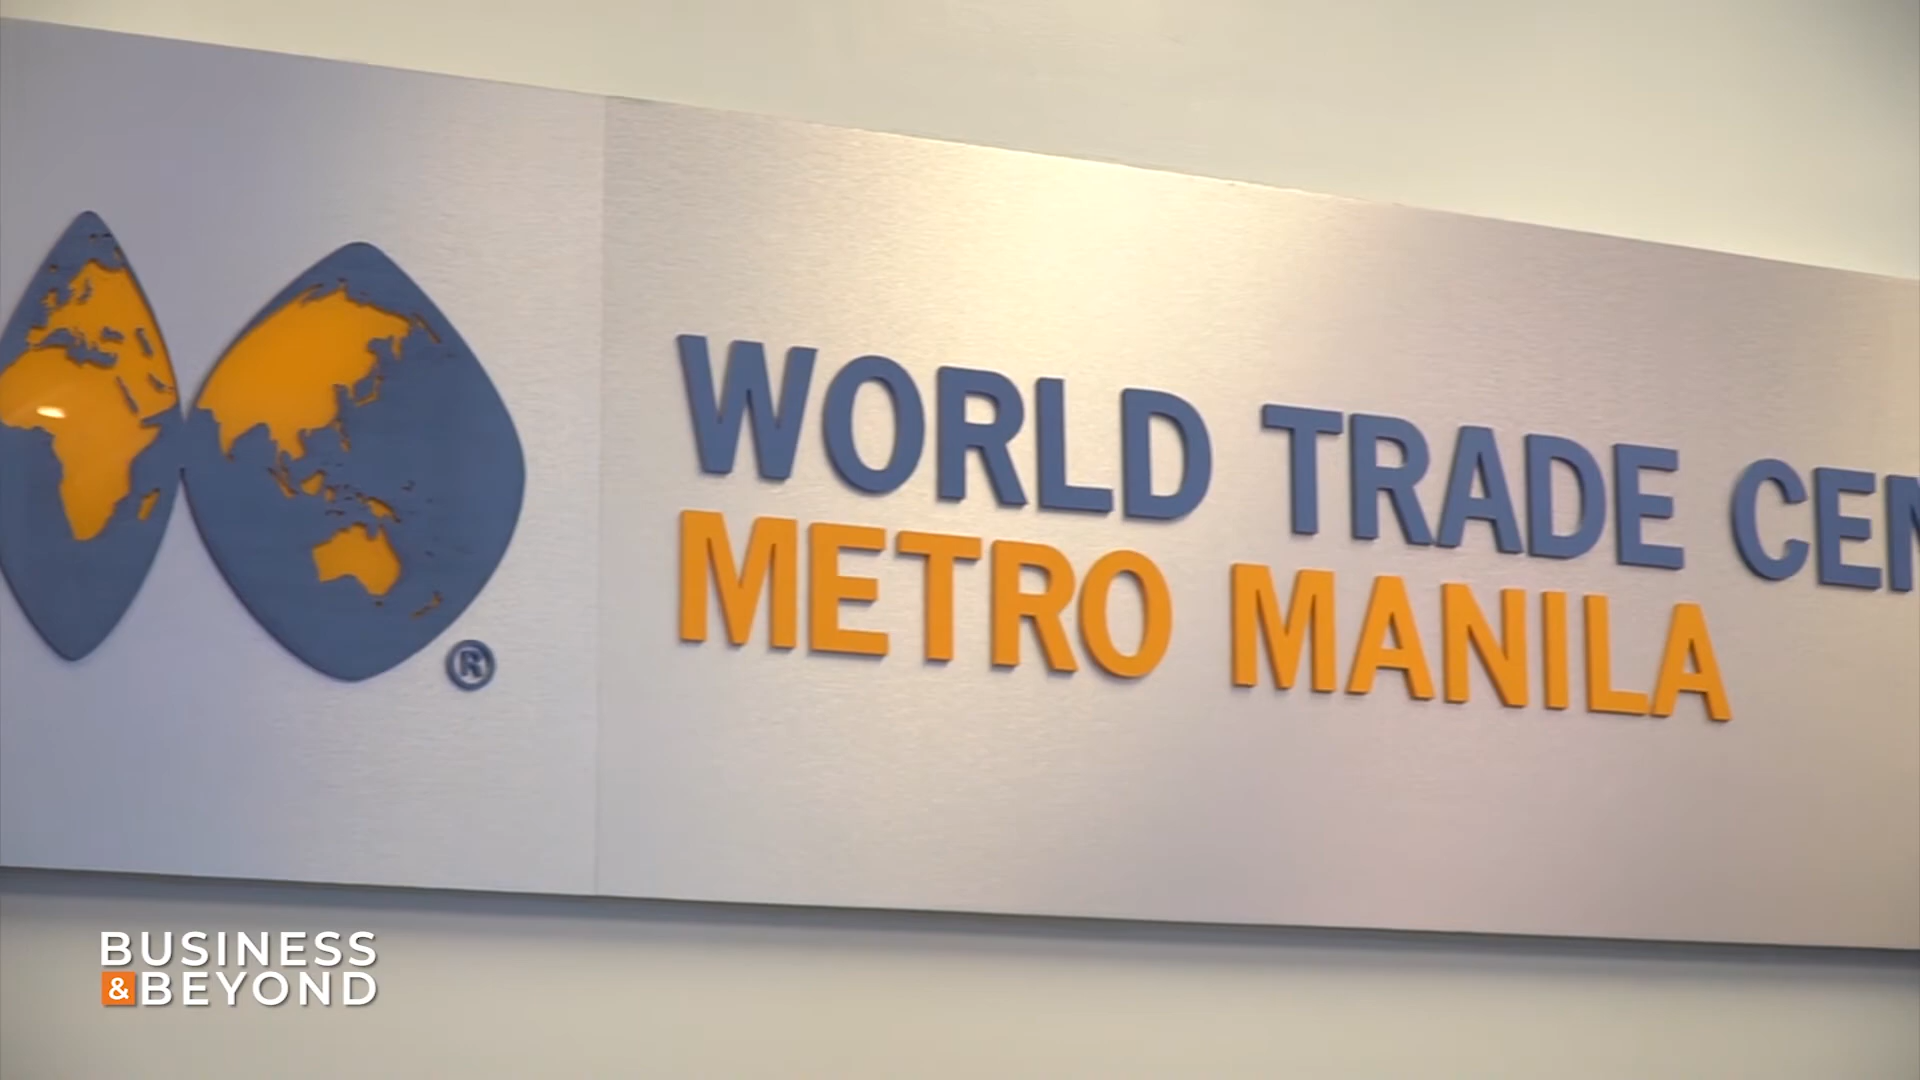 WORLD TRADE CEN
METRO MANILA
®
BUSINESS
&BEYOND